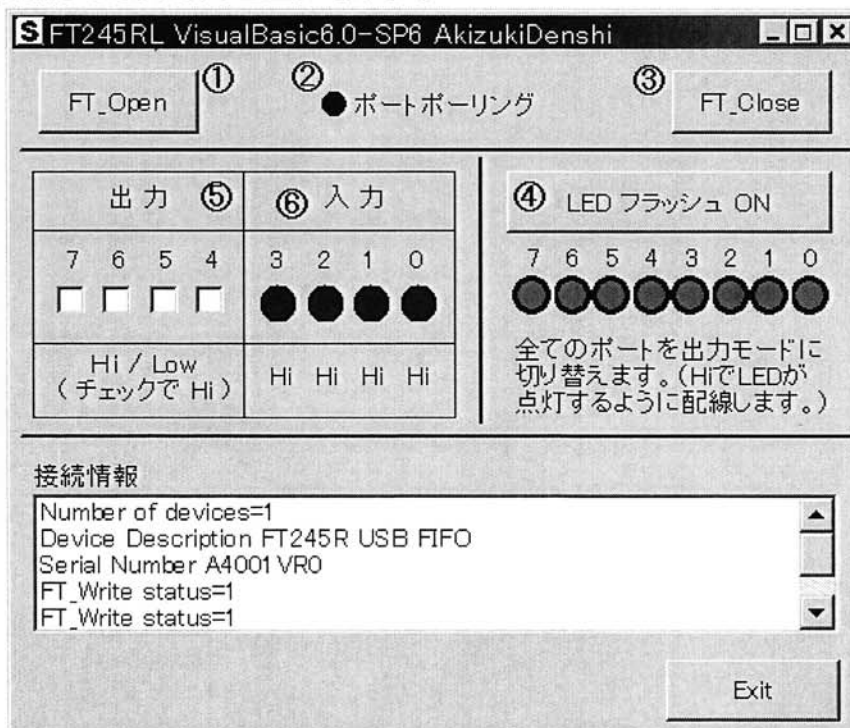 S FT245RL VisualBasic6.0-SP6 AkizukiDenshi
FT_Open ① ② ●ポートポーリング ③ FT_Close
出力 ⑤ ⑥ 入力
7 6 5 4 3 2 1 0
Hi / Low
(チェックで Hi)
Hi Hi Hi Hi
④ LED フラッシュ ON
7 6 5 4 3 2 1 0
全てのポートを出力モードに
切り替えます。(HiでLEDが
点灯するように配線します。)
接続情報
Number of devices=1
Device Description FT245R USB FIFO
Serial Number A4001VR0
FT_Write status=1
FT_Write status=1
Exit